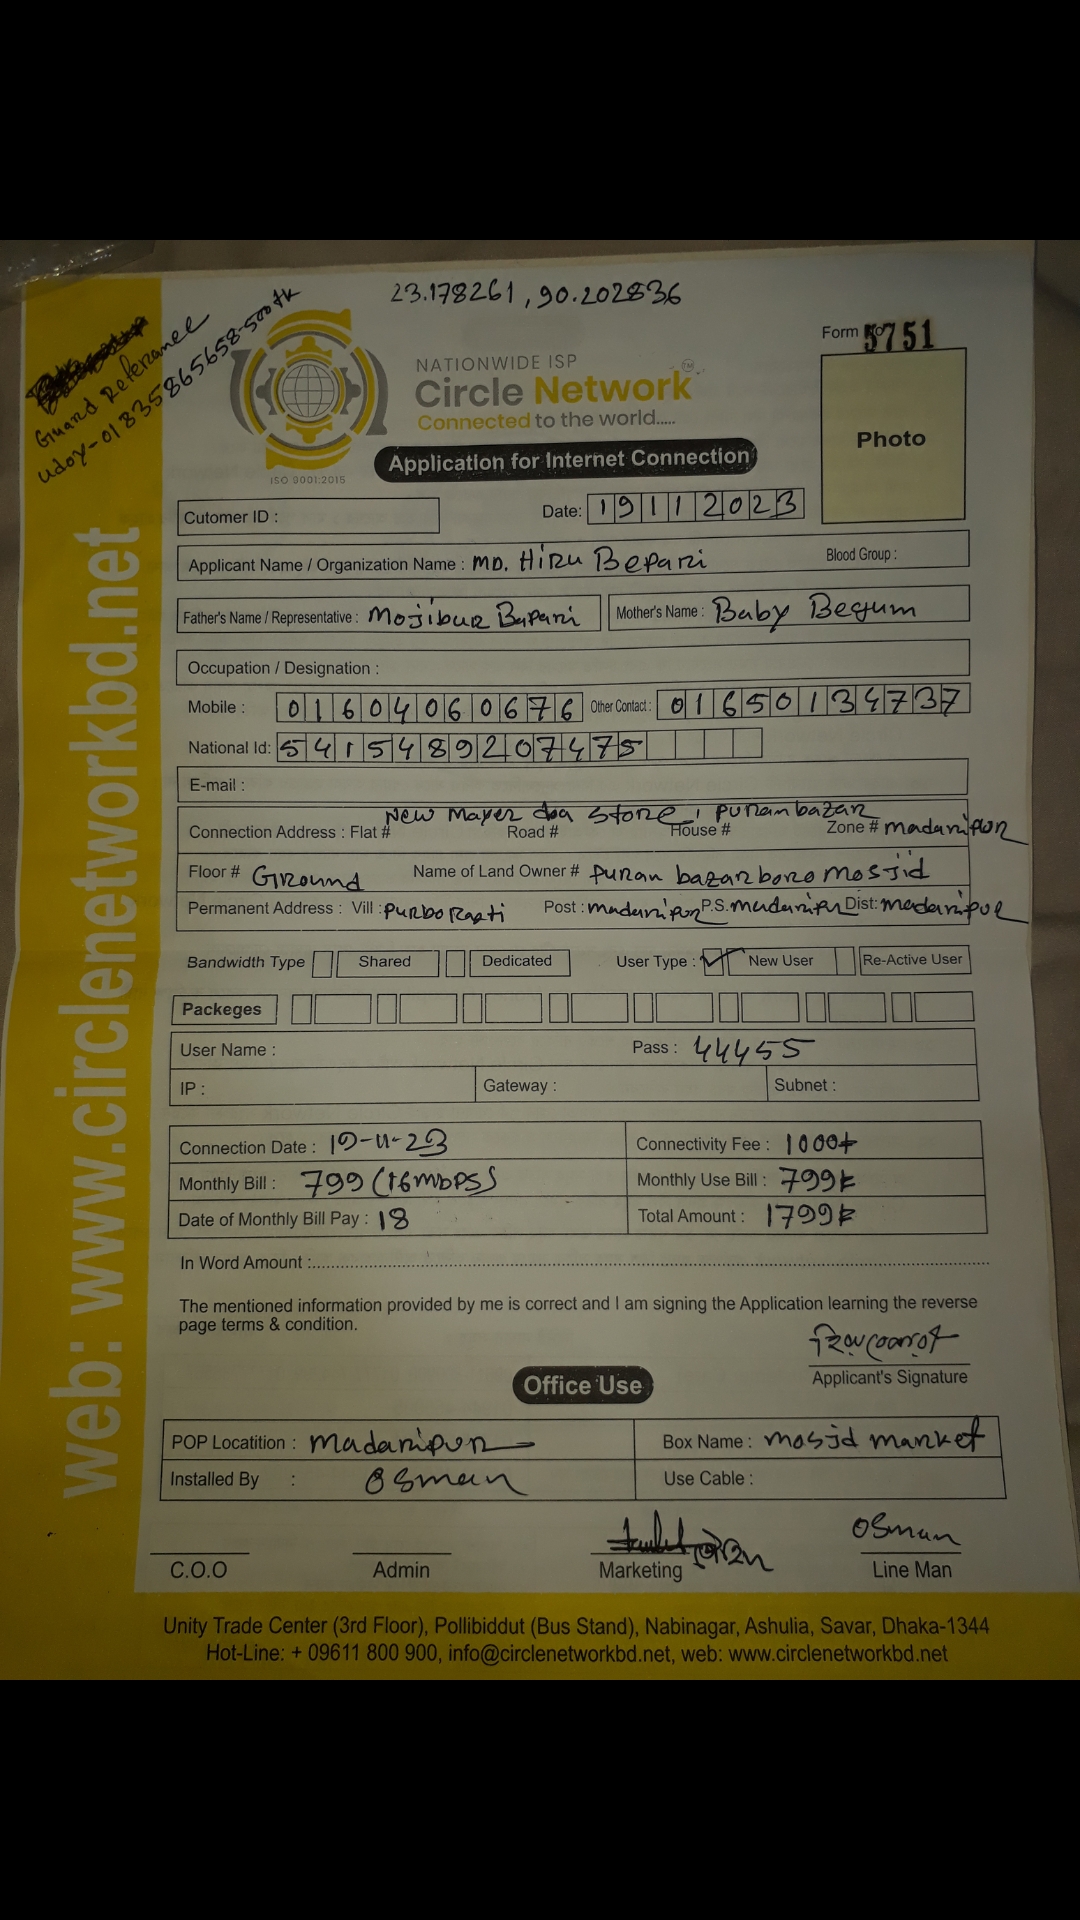 23.178261, 90.202836
Guard Referance
udoy-01835865658-500tk
Form No 5751
NATIONWIDE ISP
Circle Network TM
Connected to the world.....
ISO 9001:2015
Application for Internet Connection
Photo
Cutomer ID :
Date: 19112023
Applicant Name / Organization Name : MD. Hiru Bepari Blood Group :
Father's Name / Representative : Mojibur Bapari Mother's Name : Baby Begum
Occupation / Designation :
Mobile : 01604060676 Other Contact : 01650134737
National Id: 5415489207475
E-mail :
New Mayer doa Store, puranbazar
Connection Address : Flat # Road # House # Zone # madaripur
Floor # Ground Name of Land Owner # puran bazar boro mosjid
Permanent Address : Vill : purbo Rasti Post : madaripur P.S. madaripur Dist: madaripur
Bandwidth Type Shared Dedicated User Type : ✓ New User Re-Active User
Packeges
User Name : Pass : 44455
IP : Gateway : Subnet :
Connection Date : 19-11-23 Connectivity Fee : 1000t
Monthly Bill : 799 (16mbps) Monthly Use Bill : 799t
Date of Monthly Bill Pay : 18 Total Amount : 1799t
In Word Amount :
The mentioned information provided by me is correct and I am signing the Application learning the reverse
page terms & condition.
Applicant's Signature
Office Use
POP Locatition : madaripur Box Name : mosjid market
Installed By : Osman Use Cable :
Osman
C.O.O Admin Marketing Line Man
Unity Trade Center (3rd Floor), Pollibiddut (Bus Stand), Nabinagar, Ashulia, Savar, Dhaka-1344
Hot-Line: + 09611 800 900, info@circlenetworkbd.net, web: www.circlenetworkbd.net
web: www.circlenetworkbd.net